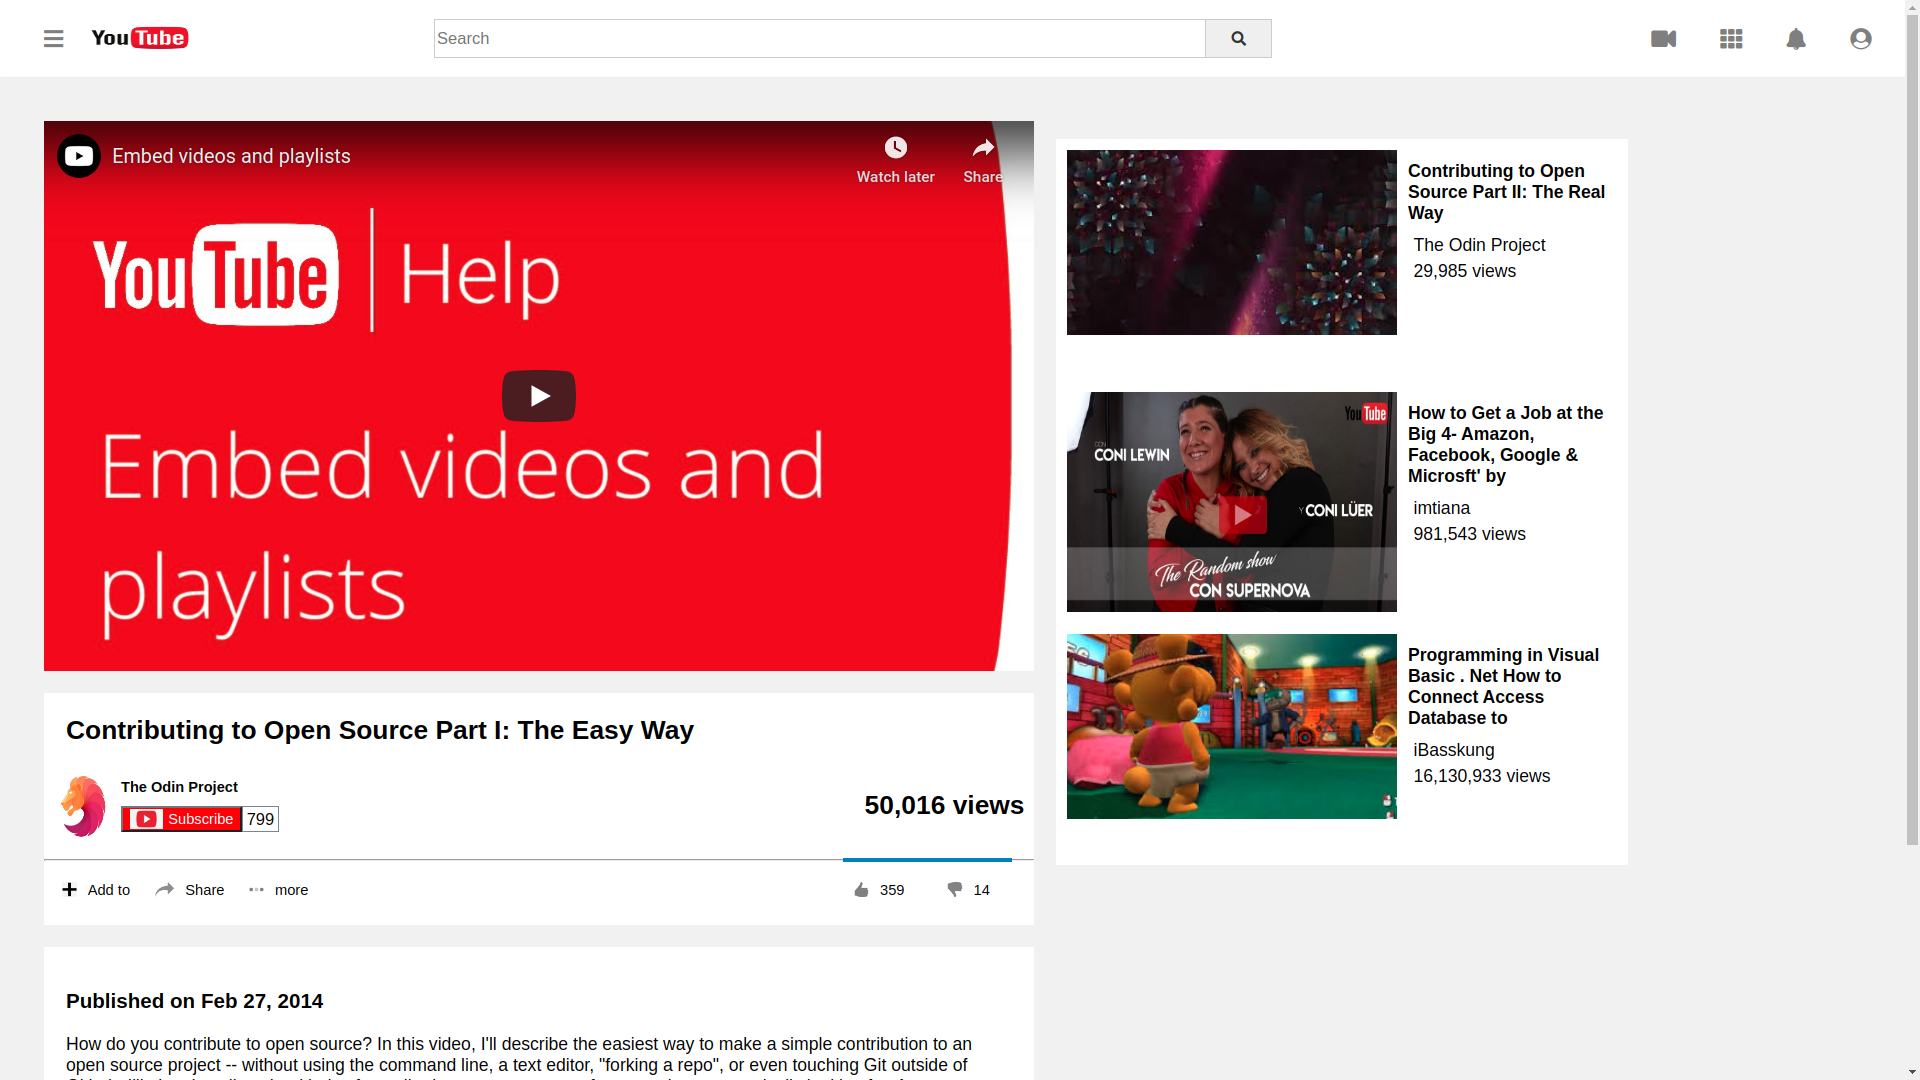 YouTube
Search
Embed videos and playlists
Watch later
Share
YouTube Help
Embed videos and
playlists
Contributing to Open Source Part I: The Easy Way
The Odin Project
Subscribe 799
50,016 views
Add to
Share
more
359
14
Published on Feb 27, 2014
How do you contribute to open source? In this video, I'll describe the easiest way to make a simple contribution to an
open source project -- without using the command line, a text editor, "forking a repo", or even touching Git outside of
Contributing to Open
Source Part II: The Real
Way
The Odin Project
29,985 views
YouTube
CON
CONI LEWIN
Y CONI LÜER
The Random show
CON SUPERNOVA
How to Get a Job at the
Big 4- Amazon,
Facebook, Google &
Microsft' by
imtiana
981,543 views
Programming in Visual
Basic . Net How to
Connect Access
Database to
iBasskung
16,130,933 views